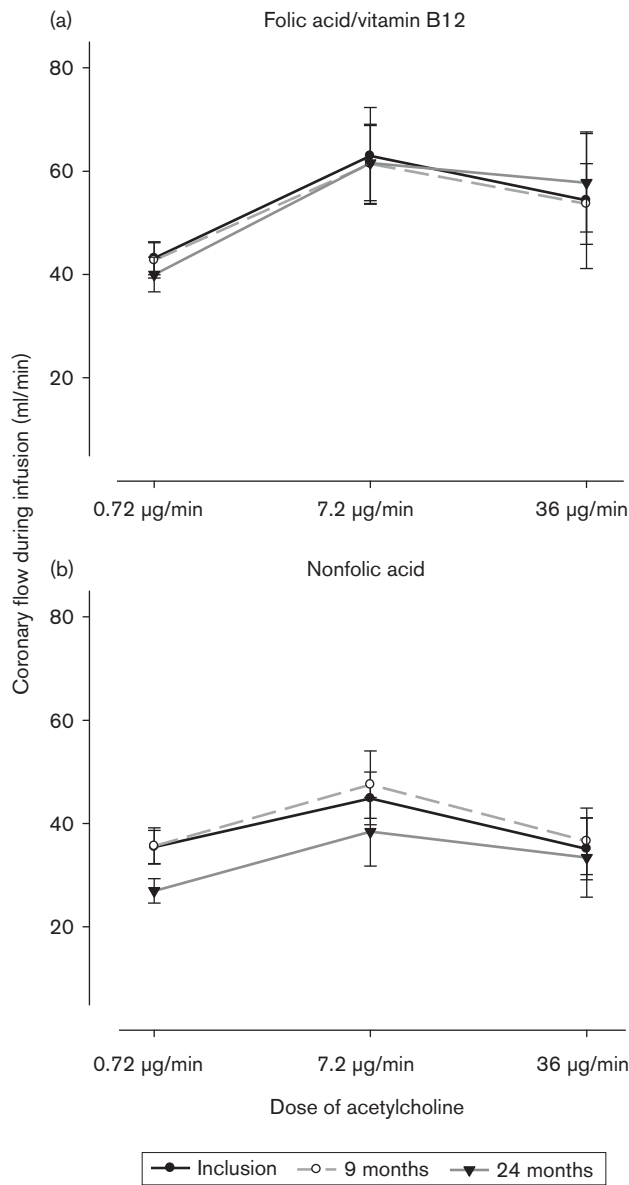 (a) Folic acid/vitamin B12
80
60
40
20
0.72 µg/min 7.2 µg/min 36 µg/min
Coronary flow during infusion (ml/min)
(b) Nonfolic acid
80
60
40
20
0.72 µg/min 7.2 µg/min 36 µg/min
Dose of acetylcholine
Inclusion 9 months 24 months